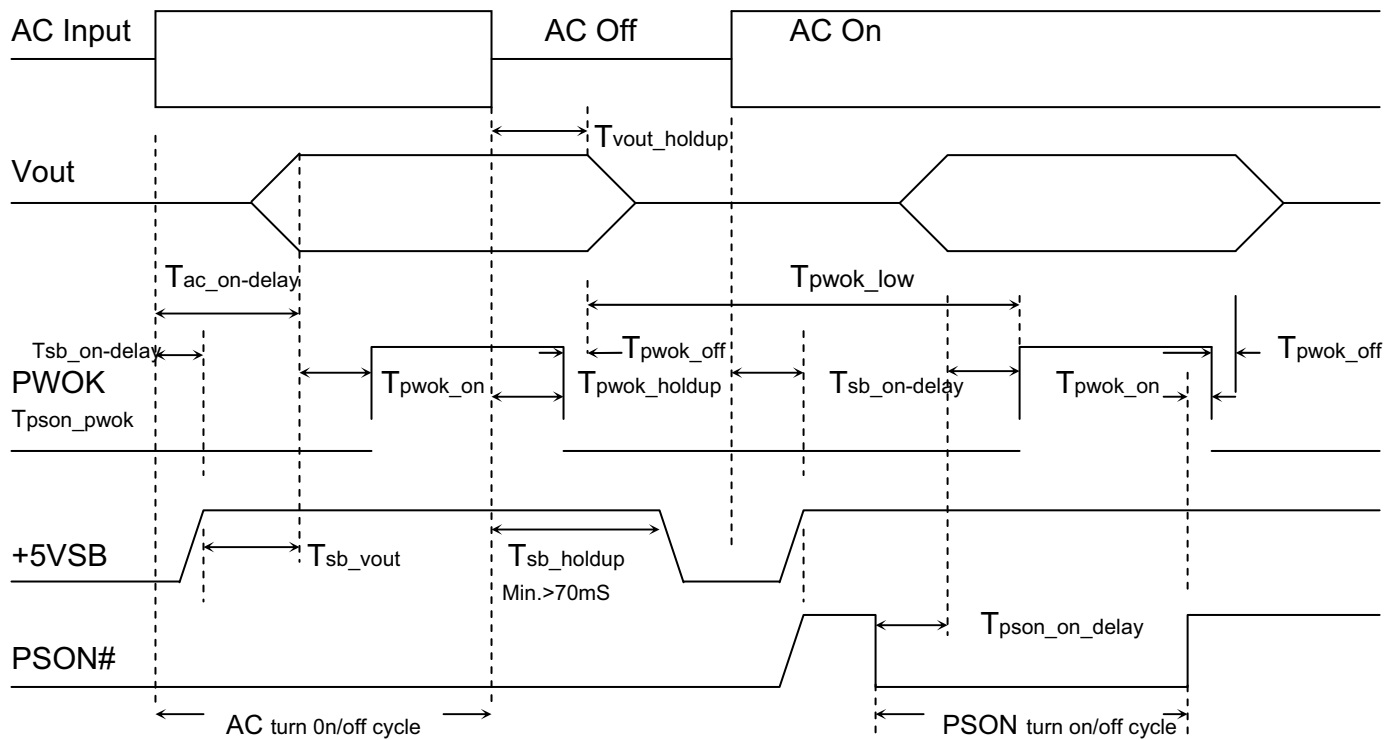 AC Input
AC Off
AC On
Tvout_holdup
Vout
Tac_on-delay
Tpwok_low
Tsb_on-delay
Tpwok_off
Tpwok_off
PWOK
Tpwok_on
Tpwok_holdup
Tsb_on-delay
Tpwok_on
Tpson_pwok
+5VSB
Tsb_vout
Tsb_holdup
Min.>70mS
Tpson_on_delay
PSON#
AC turn 0n/off cycle
PSON turn on/off cycle